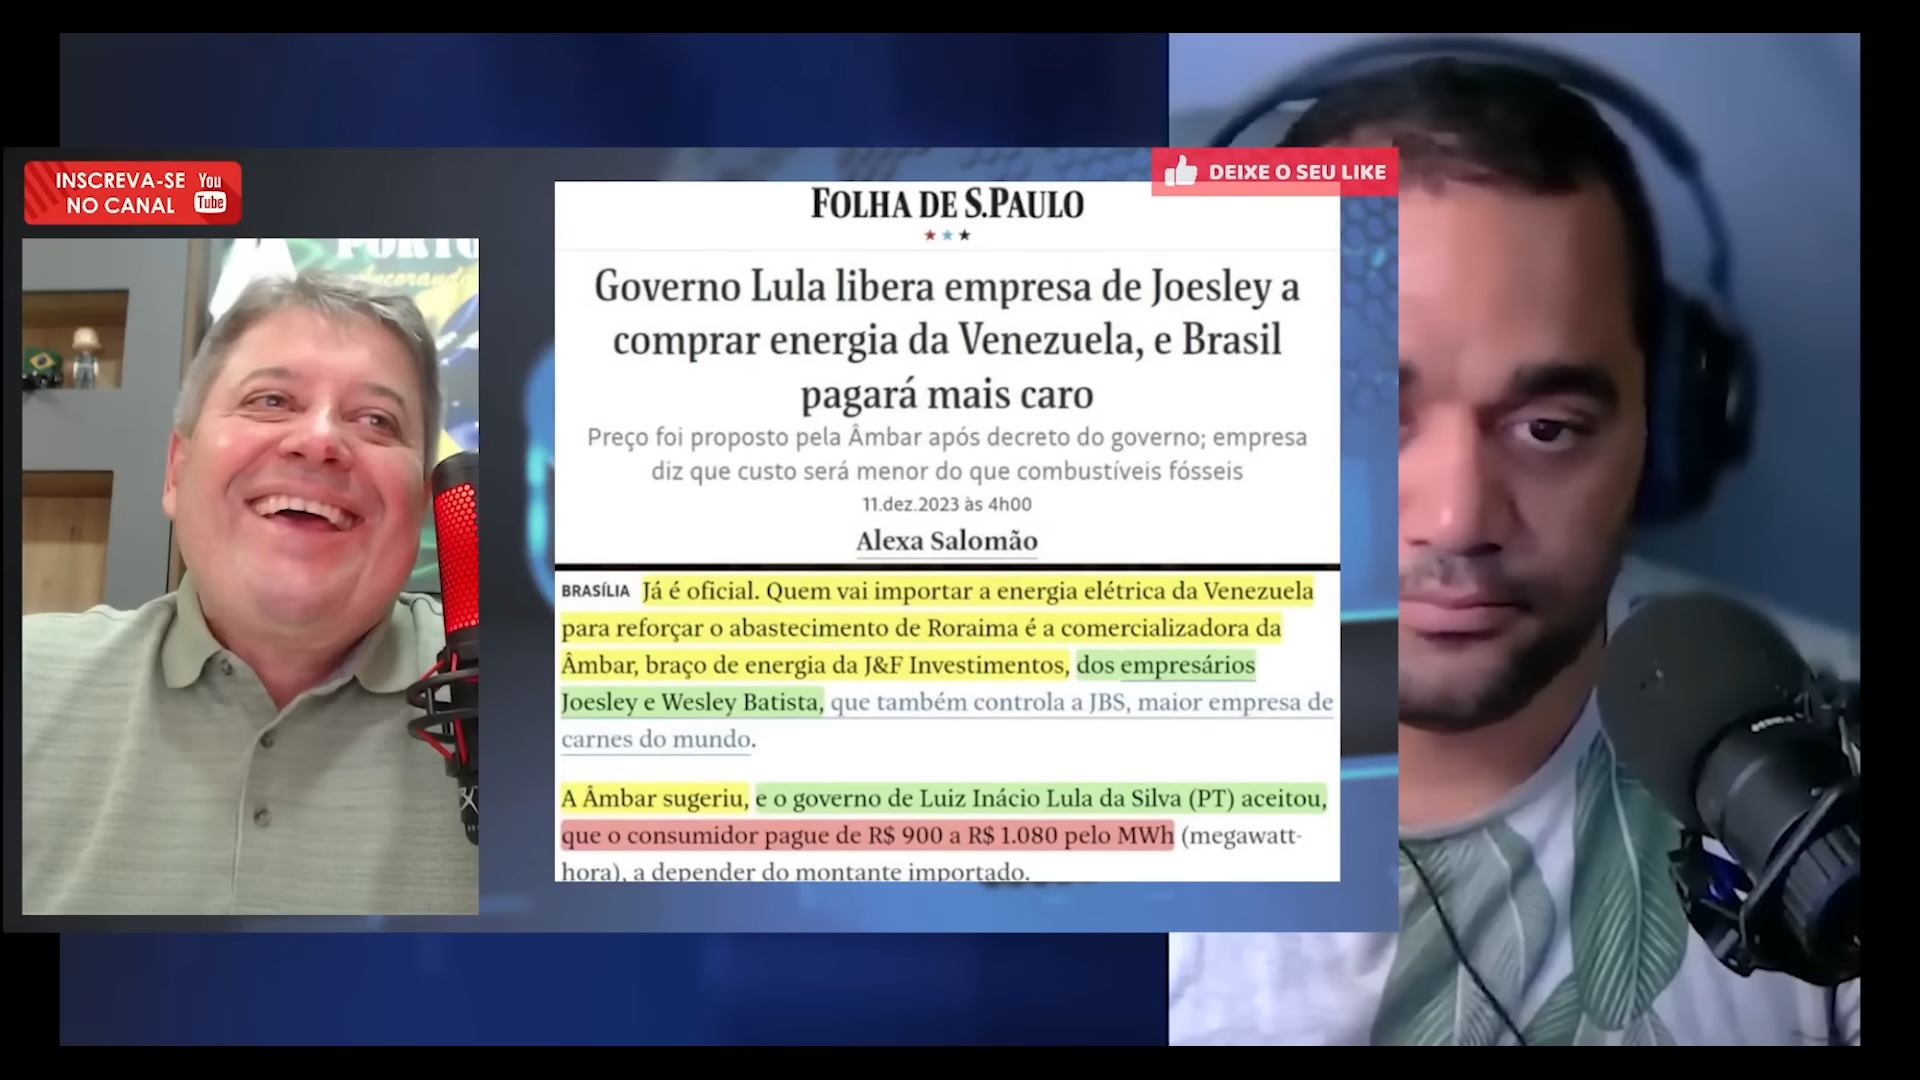 INSCREVA-SE
NO CANAL
You
Tube
DEIXE O SEU LIKE
FOLHA DE S.PAULO
Governo Lula libera empresa de Joesley a
comprar energia da Venezuela, e Brasil
pagará mais caro
Preço foi proposto pela Âmbar após decreto do governo; empresa
diz que custo será menor do que combustíveis fósseis
11.dez.2023 às 4h00
Alexa Salomão
BRASÍLIA Já é oficial. Quem vai importar a energia elétrica da Venezuela
para reforçar o abastecimento de Roraima é a comercializadora da
Âmbar, braço de energia da J&F Investimentos, dos empresários
Joesley e Wesley Batista, que também controla a JBS, maior empresa de
carnes do mundo.
A Âmbar sugeriu, e o governo de Luiz Inácio Lula da Silva (PT) aceitou,
que o consumidor pague de R$ 900 a R$ 1.080 pelo MWh (megawatt-
hora), a depender do montante importado.